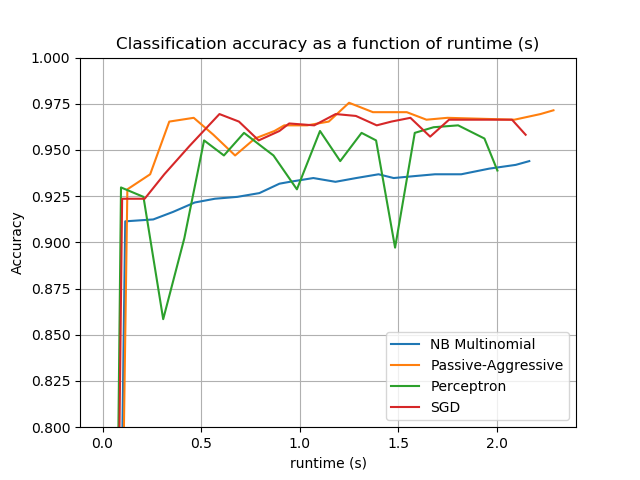 Classification accuracy as a function of runtime (s)
1.000
0.975
0.950
0.925
0.900
0.875
0.850
0.825
0.800
Accuracy
NB Multinomial
Passive-Aggressive
Perceptron
SGD
0.0 0.5 1.0 1.5 2.0
runtime (s)